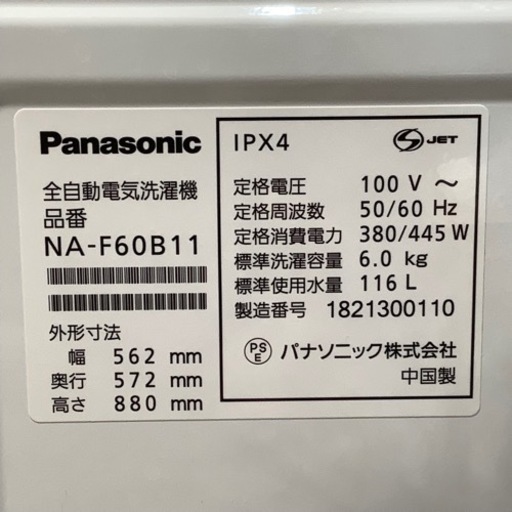 Panasonic
全自動電気洗濯機
品番
NA-F60B11
外形寸法
幅 562 mm
奥行 572 mm
高さ 880 mm
IPX4
S JET
定格電圧 100 V ～
定格周波数 50/60 Hz
定格消費電力 380/445 W
標準洗濯容量 6.0 kg
標準使用水量 116 L
製造番号 1821300110
PS E パナソニック株式会社
中国製